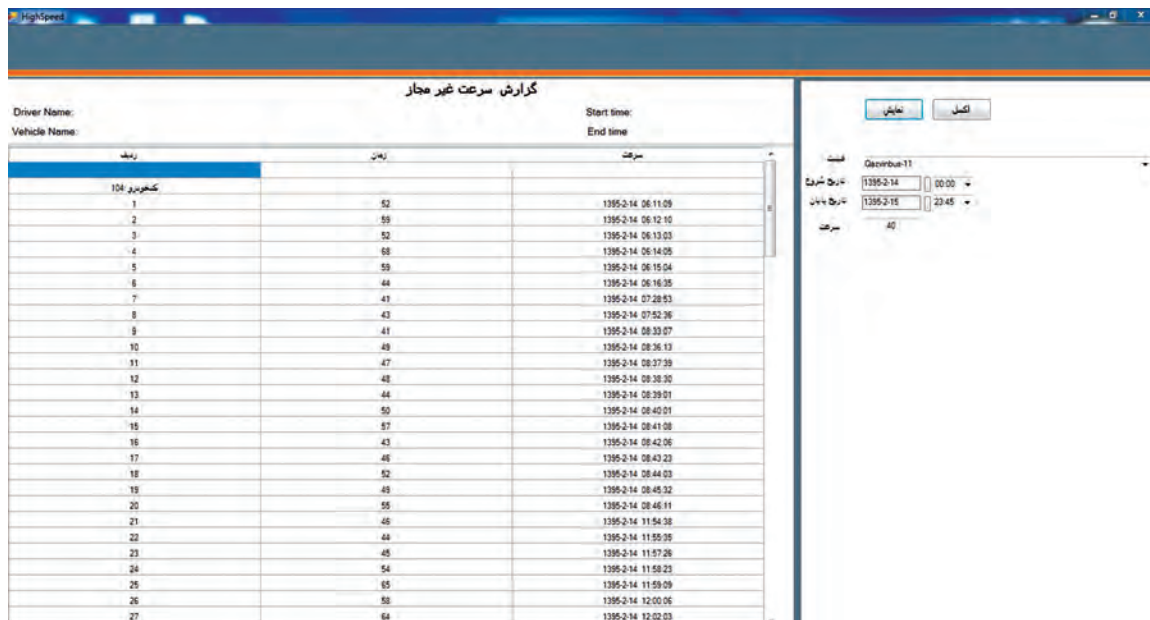 HighSpeed
گزارش سرعت غیر مجاز
Driver Name: Start time:
Vehicle Name: End time
ردیف زمان سرعت
کدخودرو :104
1 52 1395-2-14 06:11:09
2 59 1395-2-14 06:12:10
3 52 1395-2-14 06:13:03
4 68 1395-2-14 06:14:05
5 59 1395-2-14 06:15:04
6 44 1395-2-14 06:16:35
7 41 1395-2-14 07:28:53
8 43 1395-2-14 07:52:36
9 41 1395-2-14 08:33:07
10 49 1395-2-14 08:36:13
11 47 1395-2-14 08:37:39
12 48 1395-2-14 08:38:30
13 44 1395-2-14 08:39:01
14 50 1395-2-14 08:40:01
15 57 1395-2-14 08:41:08
16 43 1395-2-14 08:42:06
17 46 1395-2-14 08:43:23
18 52 1395-2-14 08:44:03
19 49 1395-2-14 08:45:32
20 55 1395-2-14 08:46:11
21 46 1395-2-14 11:54:38
22 44 1395-2-14 11:55:35
23 45 1395-2-14 11:57:26
24 54 1395-2-14 11:58:23
25 65 1395-2-14 11:59:09
26 58 1395-2-14 12:00:06
27 64 1395-2-14 12:02:03
نمایش اکسل
Qazvinbus-11
تاریخ شروع 1395-2-14 00:00
تاریخ پایان 1395-2-15 23:45
سرعت 40